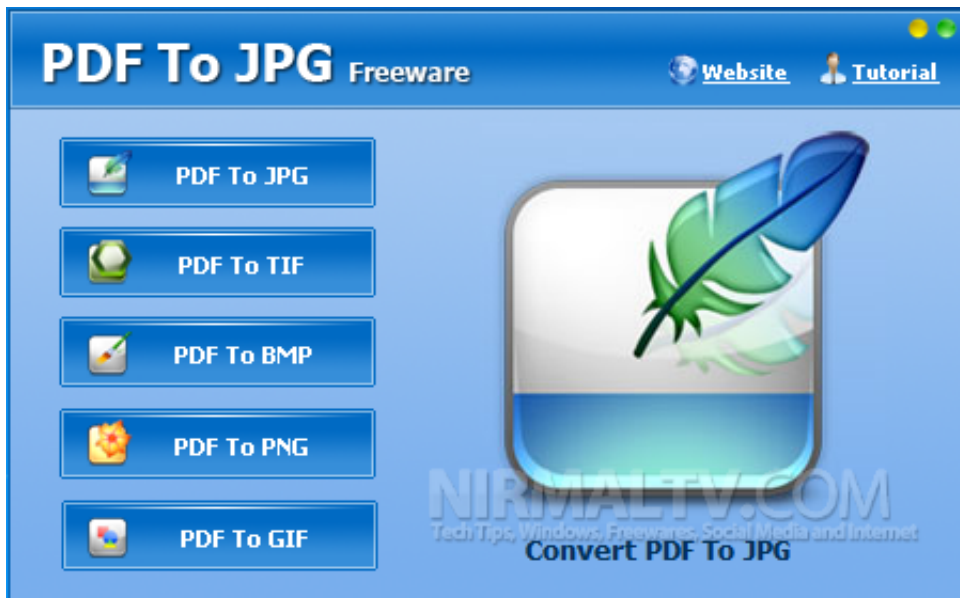 PDF To JPG Freeware
Website
Tutorial
PDF To JPG
PDF To TIF
PDF To BMP
PDF To PNG
PDF To GIF
NIRMALTV.COM
Tech Tips, Windows, Freewares, Social Media and Internet
Convert PDF To JPG